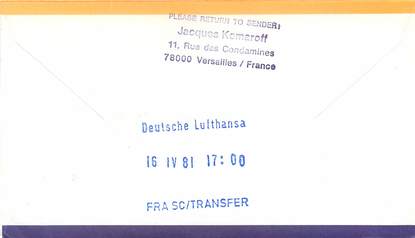 PLEASE RETURN TO SENDER:
Jacques Komaroff
11, Rue des Condamines
78000 Versailles / France
Deutsche Lufthansa
16 IV 81 17:00
FRA SC/TRANSFER